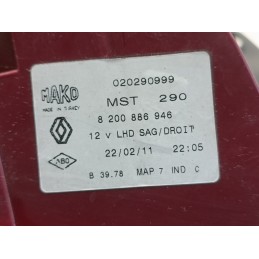 020290999
MAKO
MADE IN TURKEY
MST 290
8 200 886 946
12 V LHD SAG/DROIT
22/02/11 22:05
ABO
B 39.78 MAP 7 IND C